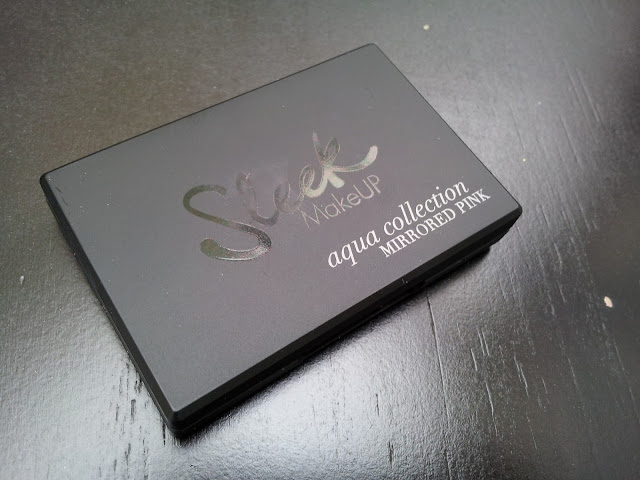 Sleek
MakeUP
aqua collection
MIRRORED PINK